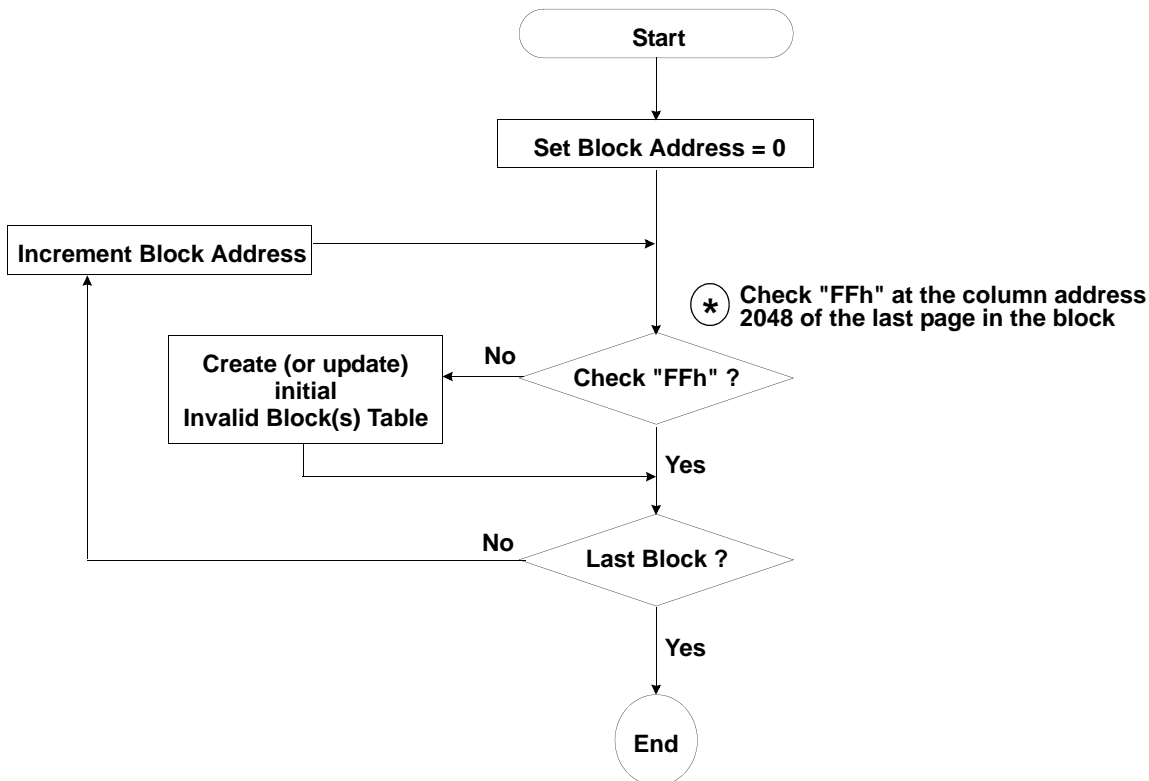 Start
Set Block Address = 0
Increment Block Address
* Check "FFh" at the column address
2048 of the last page in the block
No
Create (or update)
initial
Invalid Block(s) Table
Check "FFh" ?
Yes
No
Last Block ?
Yes
End